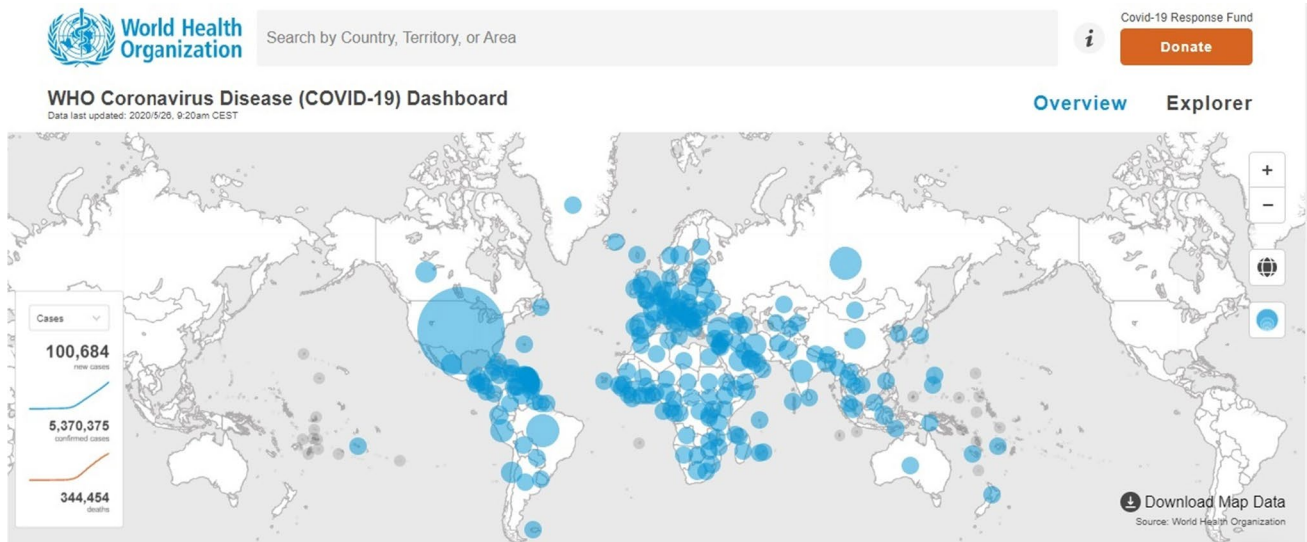 World Health
Organization
Search by Country, Territory, or Area
i
Covid-19 Response Fund
Donate
WHO Coronavirus Disease (COVID-19) Dashboard
Data last updated: 2020/5/26, 9:20am CEST
Overview
Explorer
+
−
Cases
100,684
new cases
5,370,375
confirmed cases
344,454
deaths
Download Map Data
Source: World Health Organization